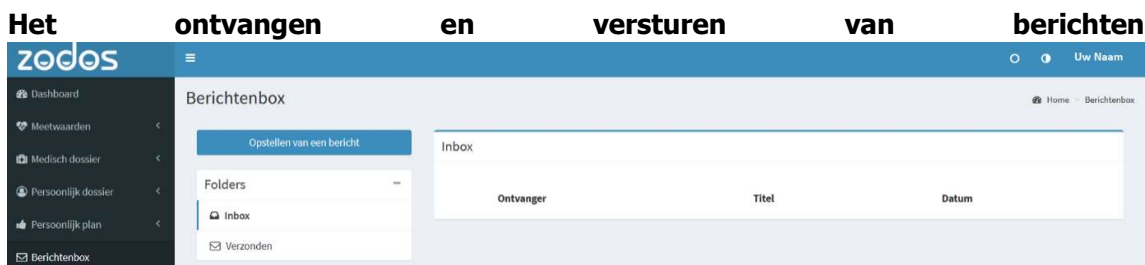 Het ontvangen en versturen van berichten
zodos
Uw Naam
Dashboard
Meetwaarden
Medisch dossier
Persoonlijk dossier
Persoonlijk plan
Berichtenbox
Berichtenbox
Home - Berichtenbox
Opstellen van een bericht
Folders
Inbox
Verzonden
Inbox
Ontvanger Titel Datum